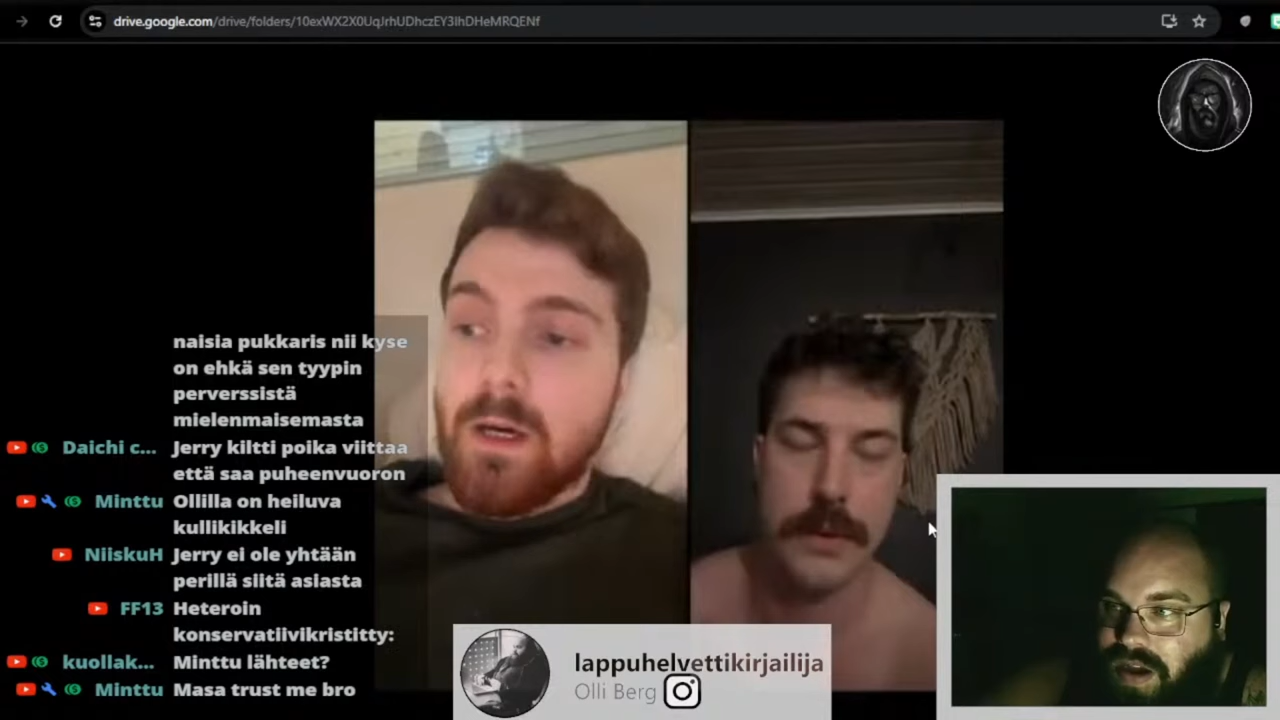 drive.google.com/drive/folders/10exWX2X0UqJrhUDhczEY3IhDHeMRQENf
naisia pukkaris nii kyse
on ehkä sen tyypin
perverssistä
mielenmaisemasta
Daichi c... Jerry kiltti poika viittaa
että saa puheenvuoron
Minttu Ollilla on heiluva
kullikikkeli
NiiskuH Jerry ei ole yhtään
perillä siitä asiasta
FF13 Heteroin
konservatiivikristitty:
kuollak... Minttu lähteet?
Minttu Masa trust me bro
lappuhelvettikirjailija
Olli Berg